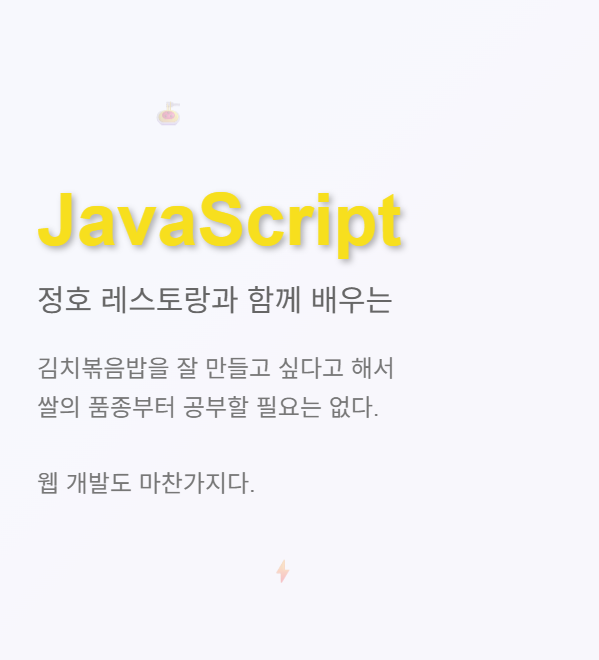 JavaScript
정호 레스토랑과 함께 배우는
김치볶음밥을 잘 만들고 싶다고 해서
쌀의 품종부터 공부할 필요는 없다.
웹 개발도 마찬가지다.